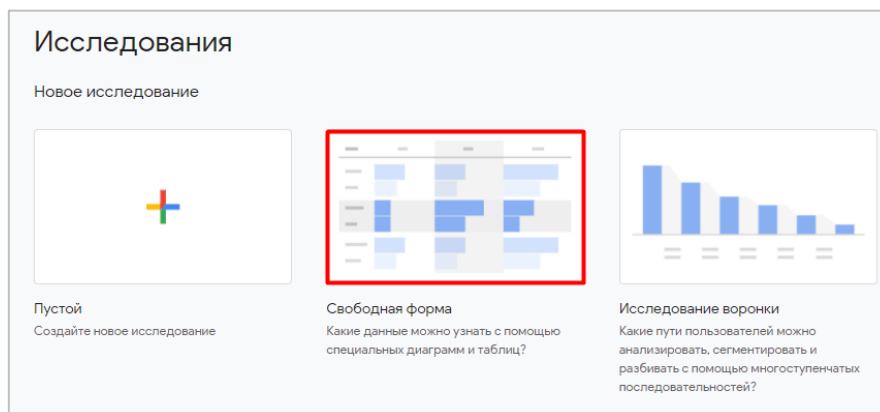 Исследования
Новое исследование
Пустой
Создайте новое исследование
Свободная форма
Какие данные можно узнать с помощью
специальных диаграмм и таблиц?
Исследование воронки
Какие пути пользователей можно
анализировать, сегментировать и
разбивать с помощью многоступенчатых
последовательностей?